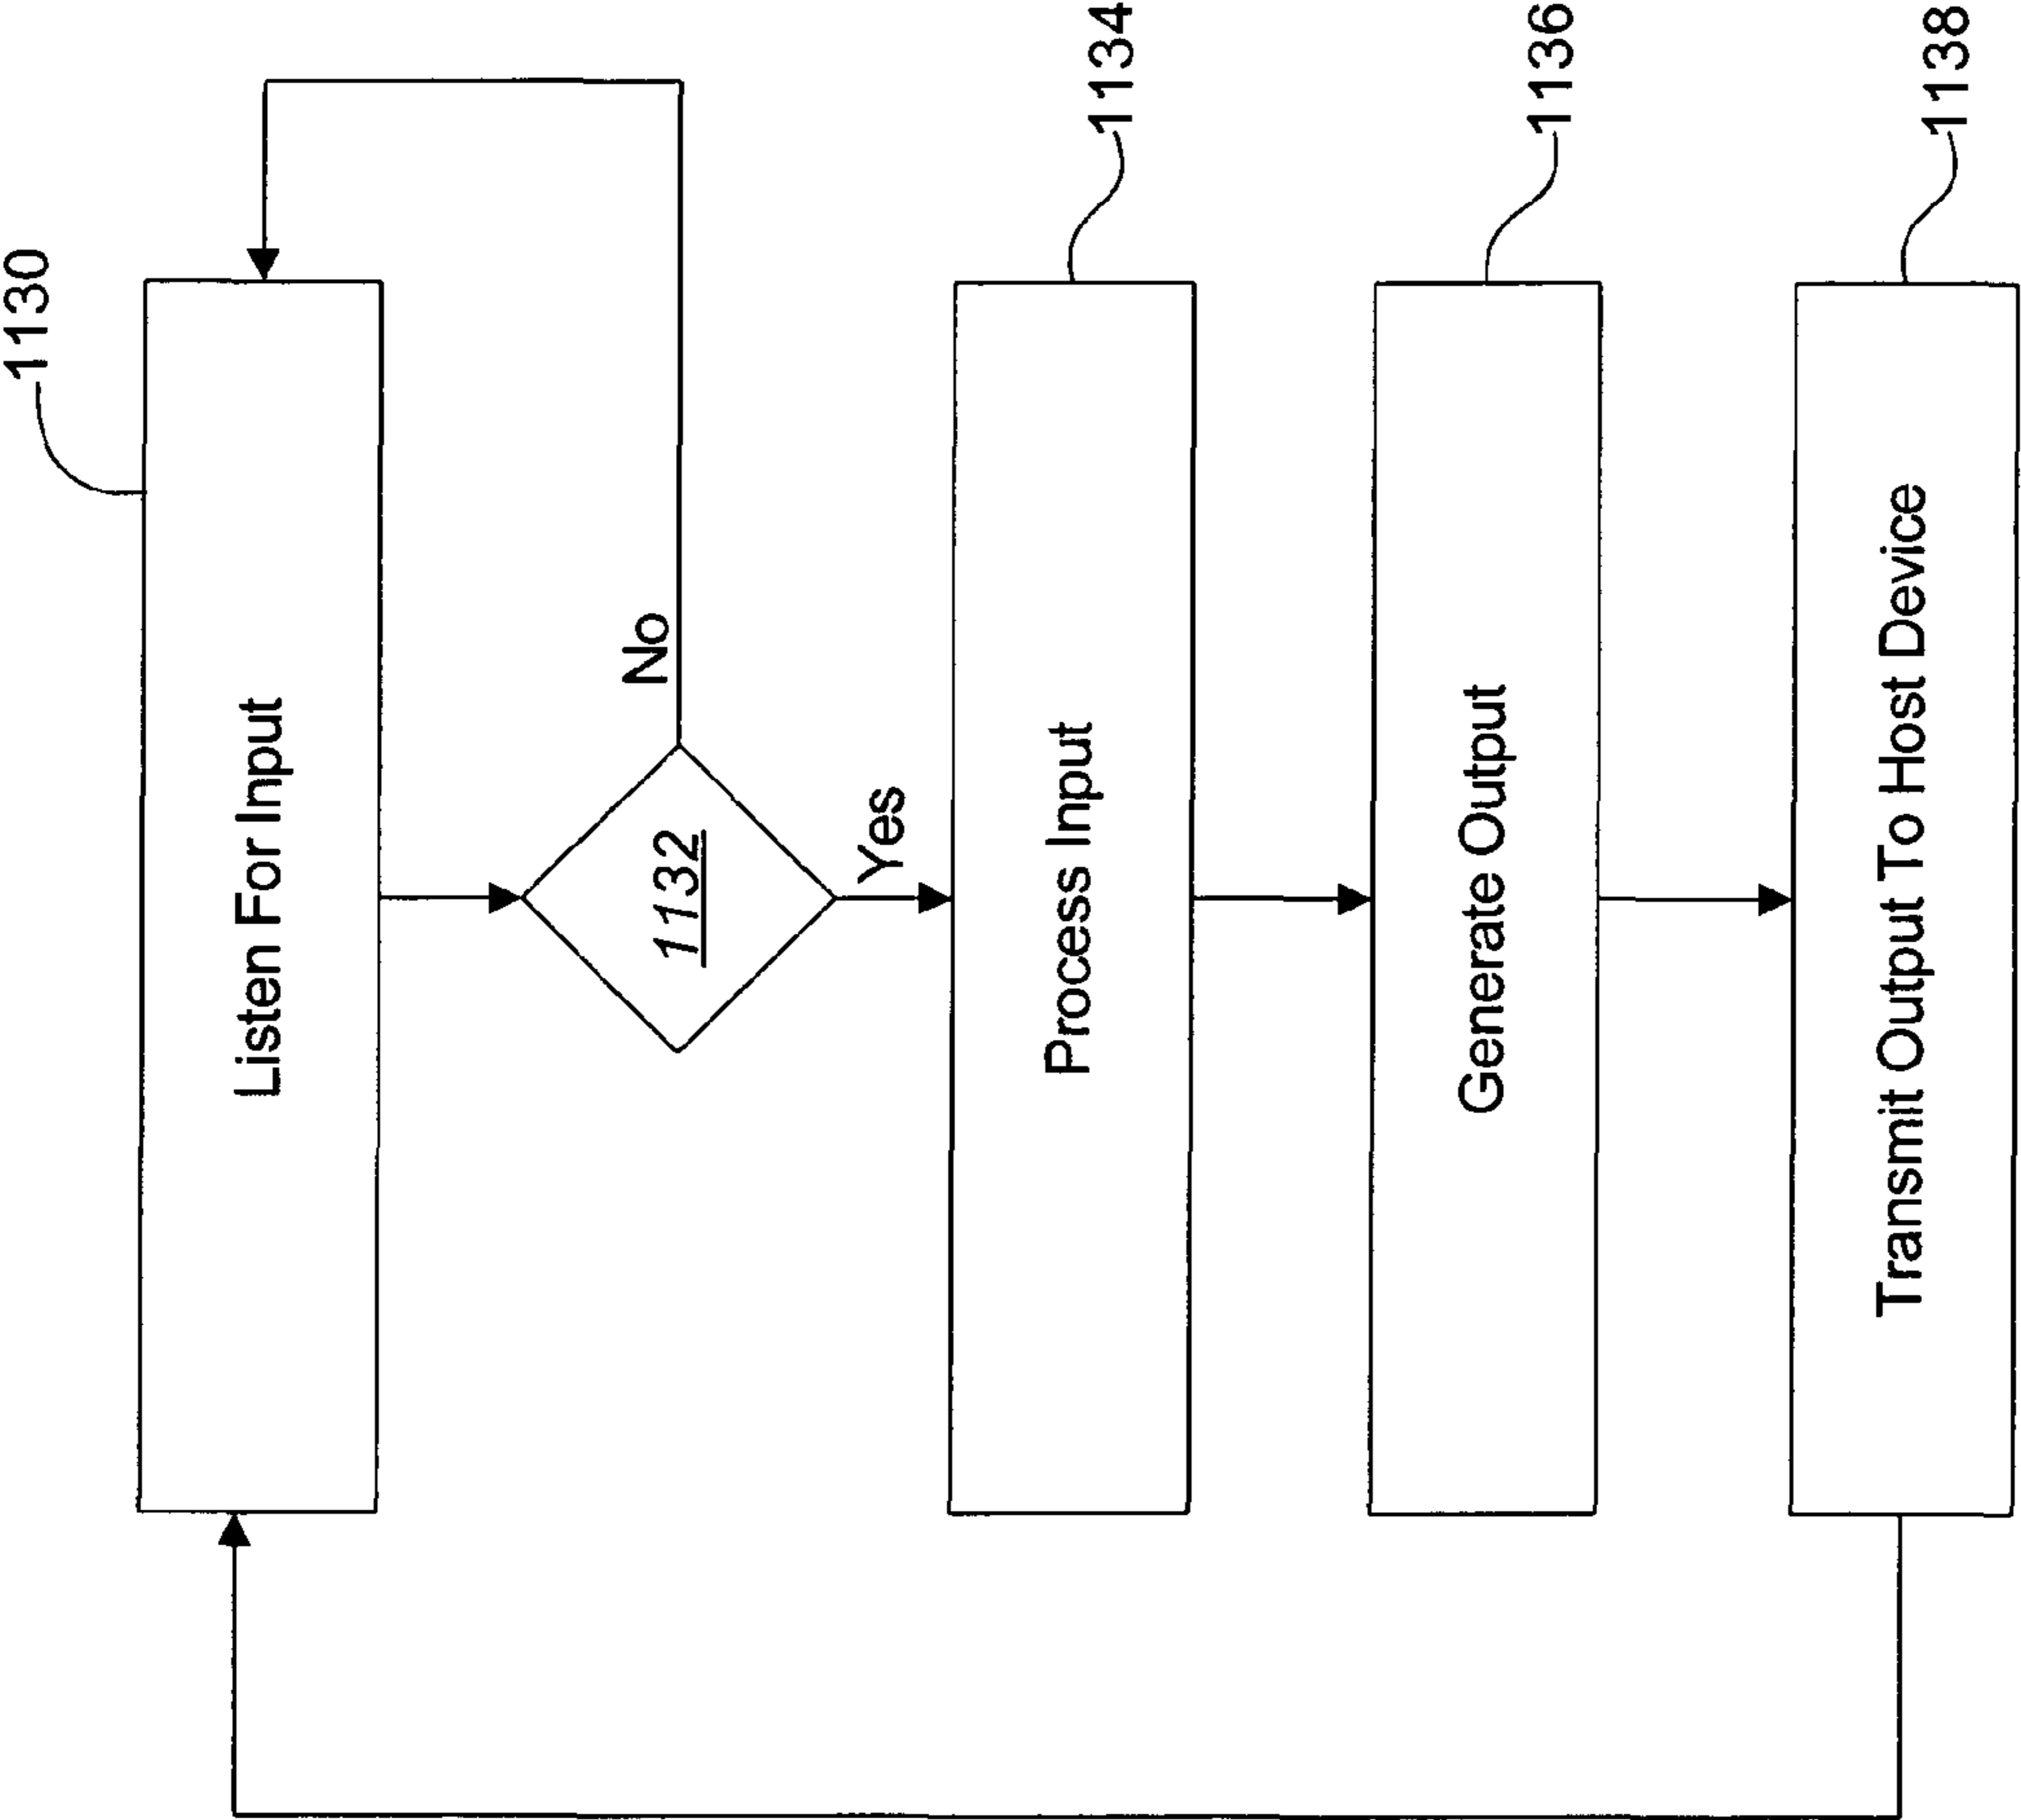 1130
Listen For Input
1132
No
Yes
Process Input
1134
Generate Output
1136
Transmit Output To Host Device
1138